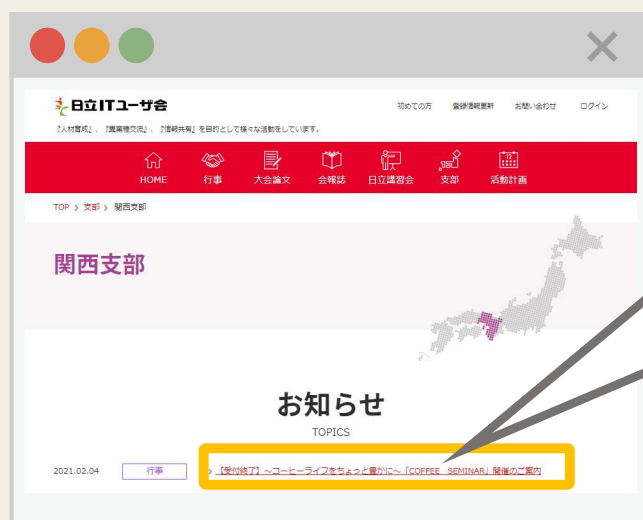 日立ITユーザ会
初めての方 登録情報更新 お問い合わせ ログイン
『人材育成』、『異業種交流』、『情報共有』を目的として様々な活動をしています。
HOME 行事 大会論文 会報誌 日立講習会 支部 活動計画
TOP > 支部 > 関西支部
関西支部
お知らせ
TOPICS
2021.02.04 行事 > 【受付終了】～コーヒーライフをちょっと豊かに～「COFFEE SEMINAR」開催のご案内